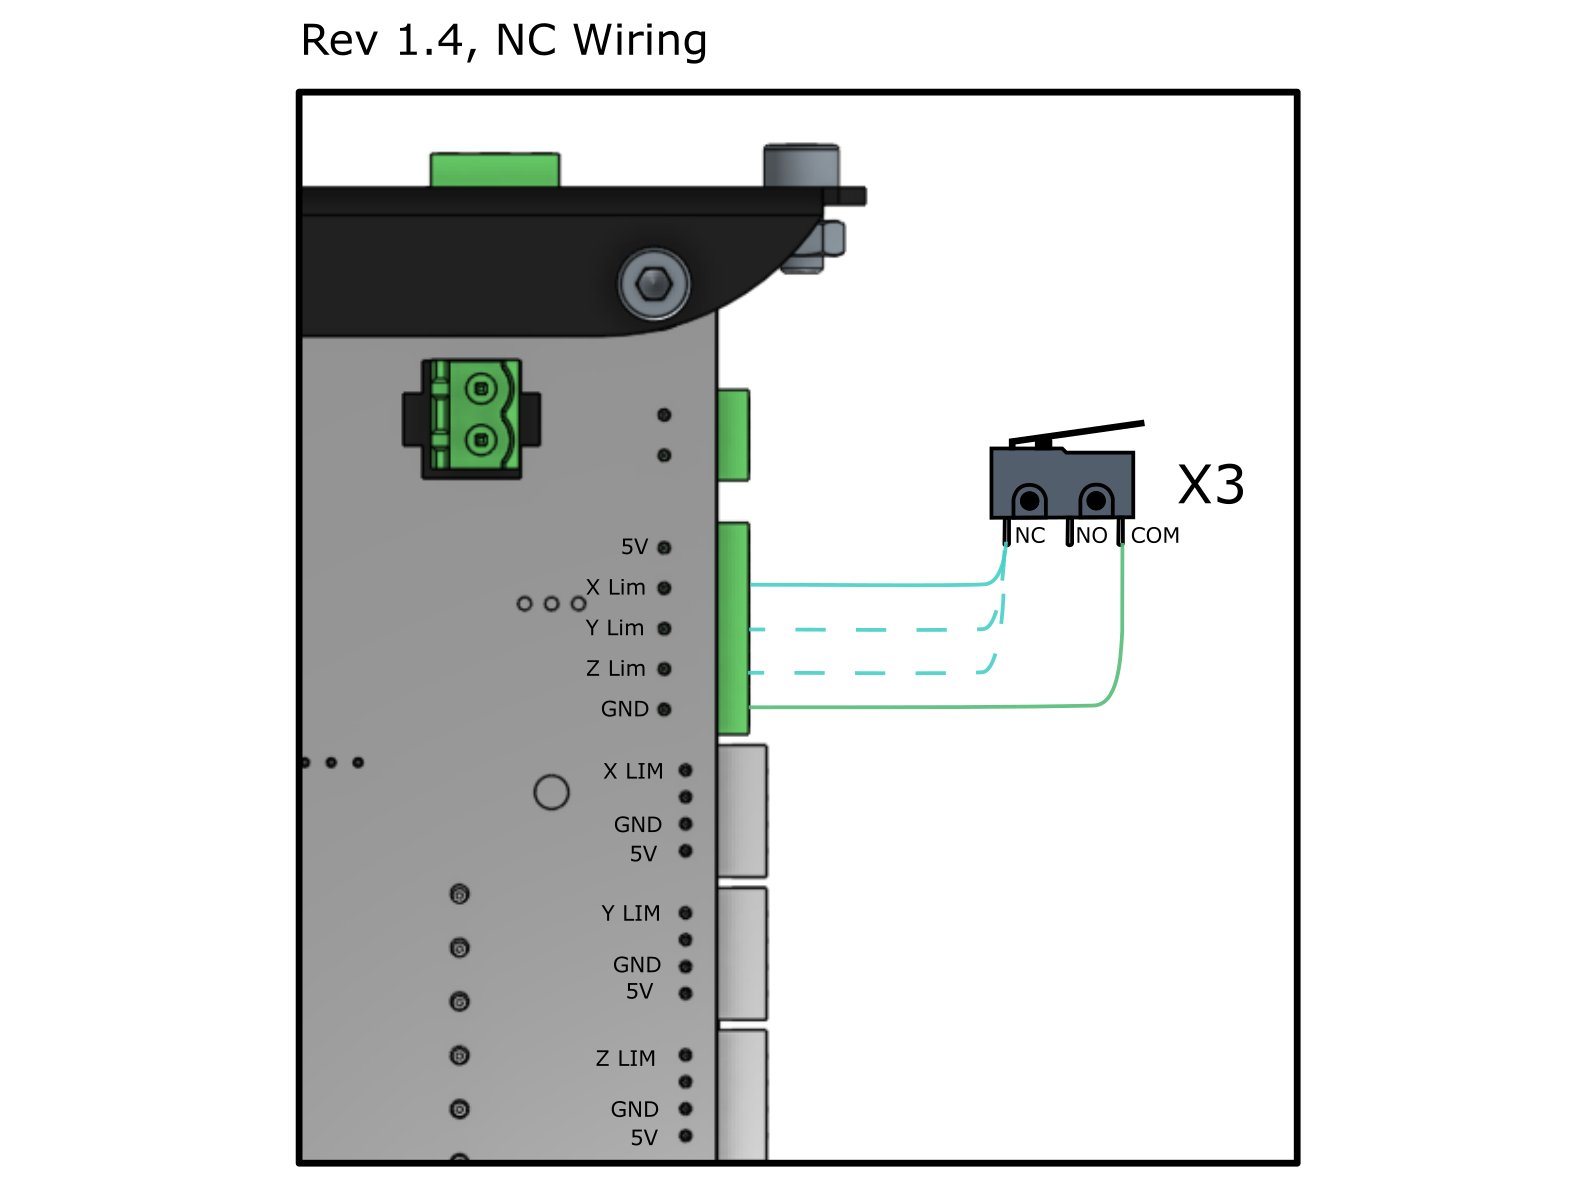 Rev 1.4, NC Wiring
X3
NC NO COM
5V
X Lim
Y Lim
Z Lim
GND
X LIM
GND
5V
Y LIM
GND
5V
Z LIM
GND
5V